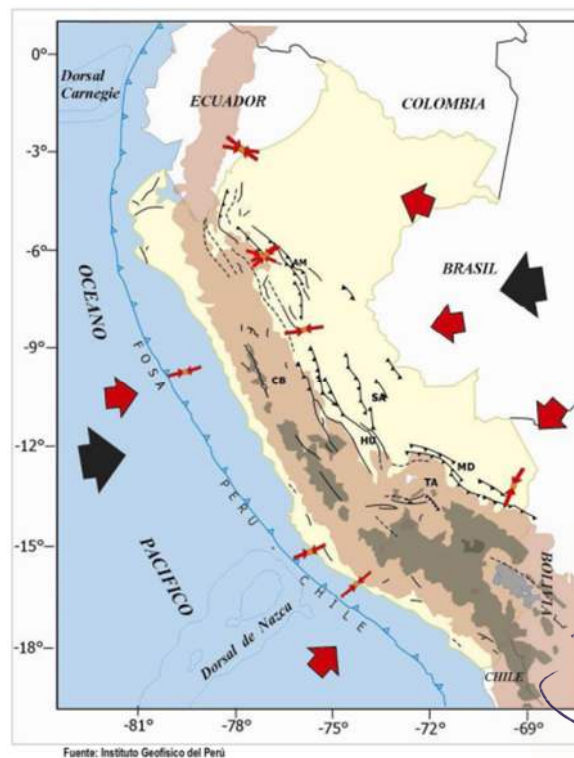 0°
-3°
-6°
-9°
-12°
-15°
-18°
Dorsal
Carnegie
ECUADOR
COLOMBIA
BRASIL
AM
OCEANO
FOSA
CB
SA
HU
MD
TA
PERU - CHILE
PACIFICO
BOLIVIA
Dorsal de Nazca
CHILE
-81°
-78°
-75°
-72°
-69°
Fuente: Instituto Geofísico del Perú